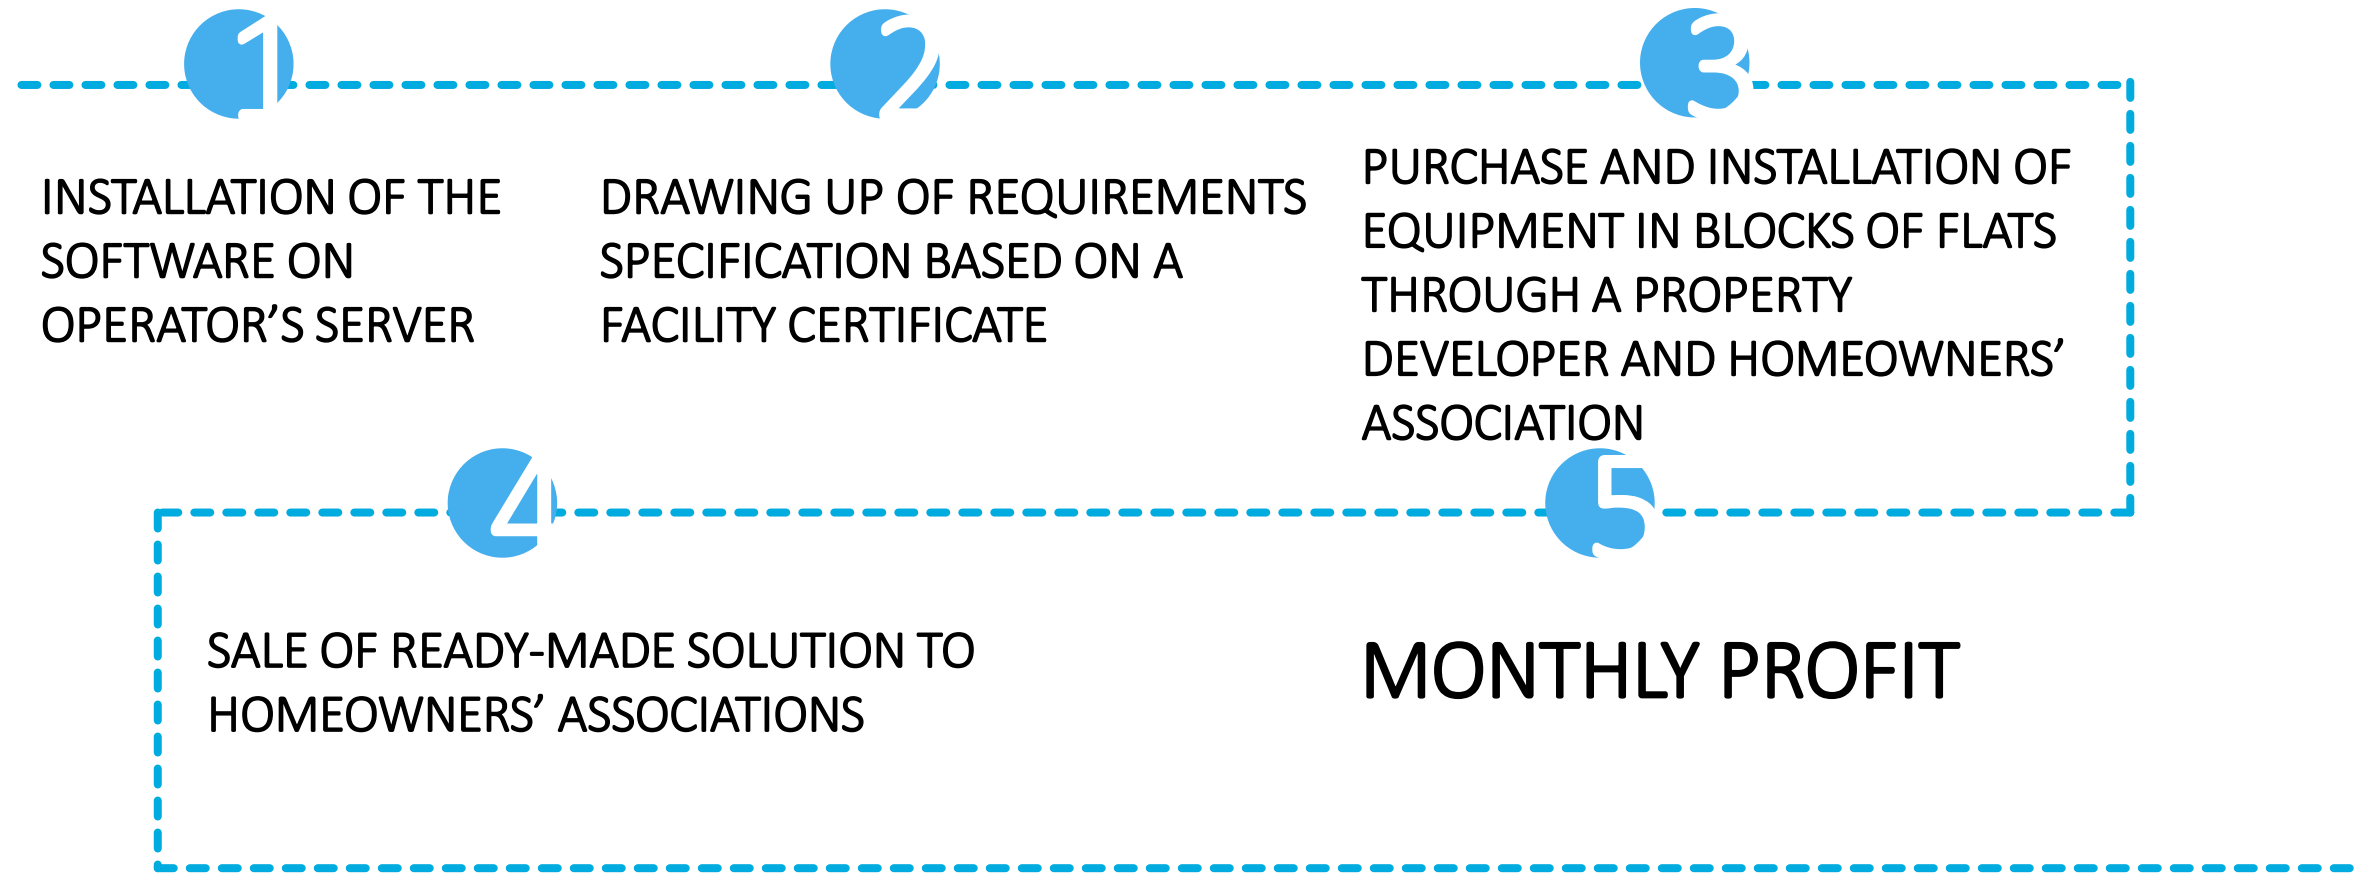 1
INSTALLATION OF THE
SOFTWARE ON
OPERATOR’S SERVER
2
DRAWING UP OF REQUIREMENTS
SPECIFICATION BASED ON A
FACILITY CERTIFICATE
3
PURCHASE AND INSTALLATION OF
EQUIPMENT IN BLOCKS OF FLATS
THROUGH A PROPERTY
DEVELOPER AND HOMEOWNERS’
ASSOCIATION
4
SALE OF READY-MADE SOLUTION TO
HOMEOWNERS’ ASSOCIATIONS
5
MONTHLY PROFIT